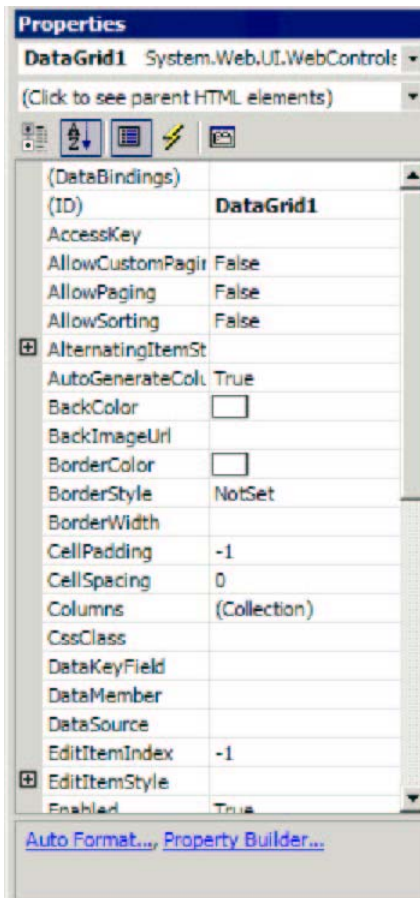 Properties
DataGrid1 System.Web.UI.WebControls
(Click to see parent HTML elements)
(DataBindings)
(ID) DataGrid1
AccessKey
AllowCustomPagin False
AllowPaging False
AllowSorting False
AlternatingItemSt
AutoGenerateColu True
BackColor
BackImageUrl
BorderColor
BorderStyle NotSet
BorderWidth
CellPadding -1
CellSpacing 0
Columns (Collection)
CssClass
DataKeyField
DataMember
DataSource
EditItemIndex -1
EditItemStyle
Enabled True
Auto Format..., Property Builder...